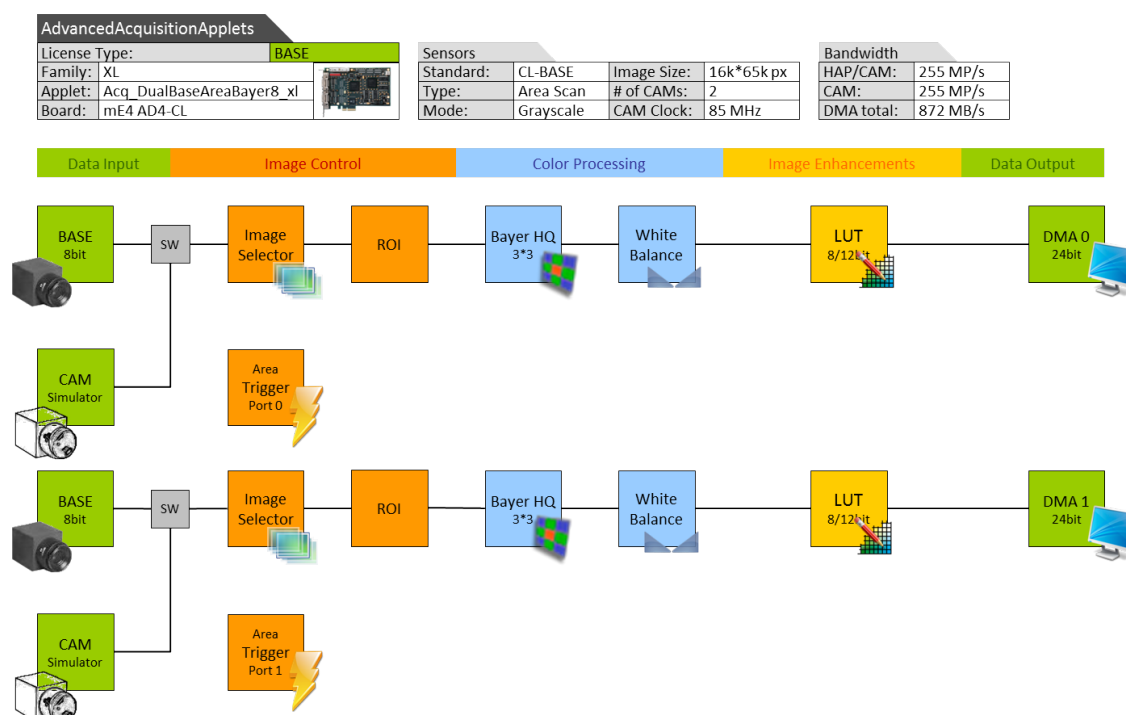 AdvancedAcquisitionApplets
License Type: BASE
Family: XL
Applet: Acq_DualBaseAreaBayer8_xl
Board: mE4 AD4-CL
Sensors
Standard: CL-BASE Image Size: 16k*65k px
Type: Area Scan # of CAMs: 2
Mode: Grayscale CAM Clock: 85 MHz
Bandwidth
HAP/CAM: 255 MP/s
CAM: 255 MP/s
DMA total: 872 MB/s
Data Input Image Control Color Processing Image Enhancements Data Output
BASE
8bit
SW
Image
Selector
ROI
Bayer HQ
3*3
White
Balance
LUT
8/12bit
DMA 0
24bit
CAM
Simulator
Area
Trigger
Port 0
BASE
8bit
SW
Image
Selector
ROI
Bayer HQ
3*3
White
Balance
LUT
8/12bit
DMA 1
24bit
CAM
Simulator
Area
Trigger
Port 1